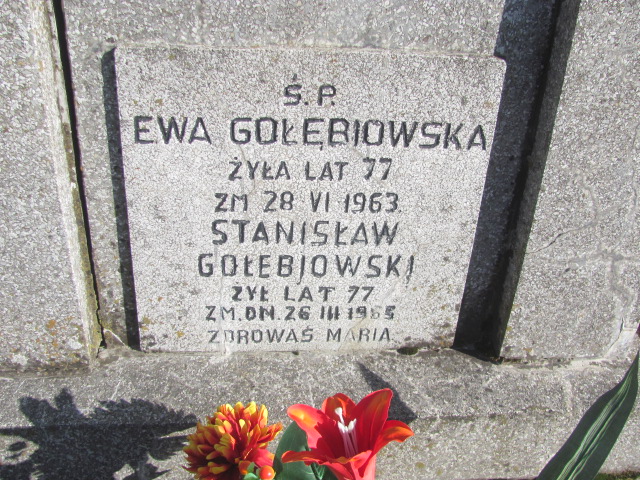 Ś.P.
EWA GOŁĘBIOWSKA
ŻYŁA LAT 77
ZM 28 VI 1963
STANISŁAW
GOŁĘBIOWSKI
ŻYŁ LAT 77
ZM. DN. 26 III 1965
ZDROWAŚ MARIA